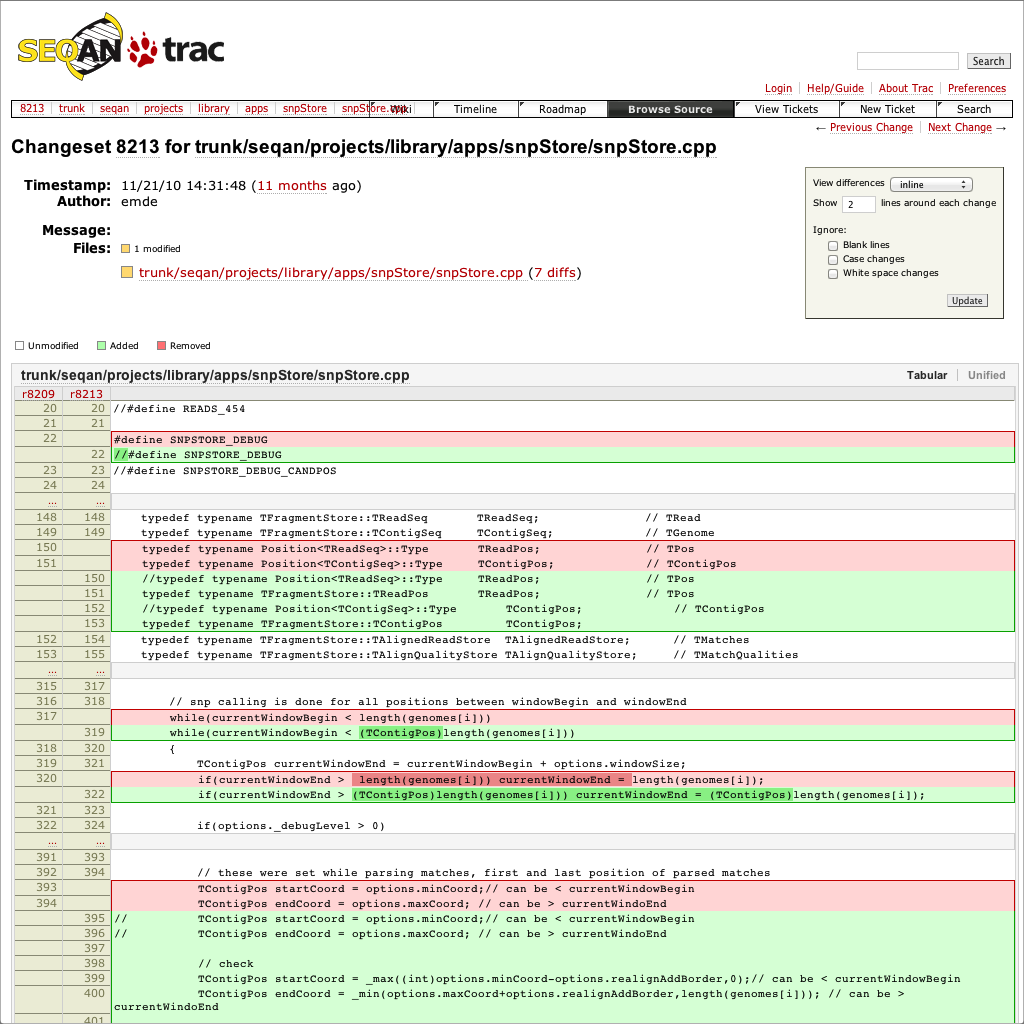 SEQAN trac
Search
Login Help/Guide About Trac Preferences
8213 trunk seqan projects library apps snpStore snpStore.cpp Wiki Timeline Roadmap Browse Source View Tickets New Ticket Search
← Previous Change Next Change →
Changeset 8213 for trunk/seqan/projects/library/apps/snpStore/snpStore.cpp
Timestamp: 11/21/10 14:31:48 (11 months ago)
Author: emde
Message:
Files: 1 modified
trunk/seqan/projects/library/apps/snpStore/snpStore.cpp (7 diffs)
View differences inline
Show 2 lines around each change
Ignore:
Blank lines
Case changes
White space changes
Update
Unmodified Added Removed
trunk/seqan/projects/library/apps/snpStore/snpStore.cpp Tabular Unified
r8209 r8213
20 20 //#define READS_454
21 21
22 #define SNPSTORE_DEBUG
22 //#define SNPSTORE_DEBUG
23 23 //#define SNPSTORE_DEBUG_CANDPOS
24 24
… …
148 148 typedef typename TFragmentStore::TReadSeq TReadSeq; // TRead
149 149 typedef typename TFragmentStore::TContigSeq TContigSeq; // TGenome
150 typedef typename Position<TReadSeq>::Type TReadPos; // TPos
151 typedef typename Position<TContigSeq>::Type TContigPos; // TContigPos
150 //typedef typename Position<TReadSeq>::Type TReadPos; // TPos
151 typedef typename TFragmentStore::TReadPos TReadPos; // TPos
152 //typedef typename Position<TContigSeq>::Type TContigPos; // TContigPos
153 typedef typename TFragmentStore::TContigPos TContigPos;
152 154 typedef typename TFragmentStore::TAlignedReadStore TAlignedReadStore; // TMatches
153 155 typedef typename TFragmentStore::TAlignQualityStore TAlignQualityStore; // TMatchQualities
… …
315 317
316 318 // snp calling is done for all positions between windowBegin and windowEnd
317 while(currentWindowBegin < length(genomes[i]))
319 while(currentWindowBegin < (TContigPos)length(genomes[i]))
318 320 {
319 321 TContigPos currentWindowEnd = currentWindowBegin + options.windowSize;
320 if(currentWindowEnd > length(genomes[i])) currentWindowEnd = length(genomes[i]);
322 if(currentWindowEnd > (TContigPos)length(genomes[i])) currentWindowEnd = (TContigPos)length(genomes[i]);
321 323
322 324 if(options._debugLevel > 0)
… …
391 393
392 394 // these were set while parsing matches, first and last position of parsed matches
393 TContigPos startCoord = options.minCoord;// can be < currentWindowBegin
394 TContigPos endCoord = options.maxCoord; // can be > currentWindoEnd
395 // TContigPos startCoord = options.minCoord;// can be < currentWindowBegin
396 // TContigPos endCoord = options.maxCoord; // can be > currentWindoEnd
397
398 // check
399 TContigPos startCoord = _max((int)options.minCoord-options.realignAddBorder,0);// can be < currentWindowBegin
400 TContigPos endCoord = _min(options.maxCoord+options.realignAddBorder,length(genomes[i])); // can be >
currentWindoEnd
401